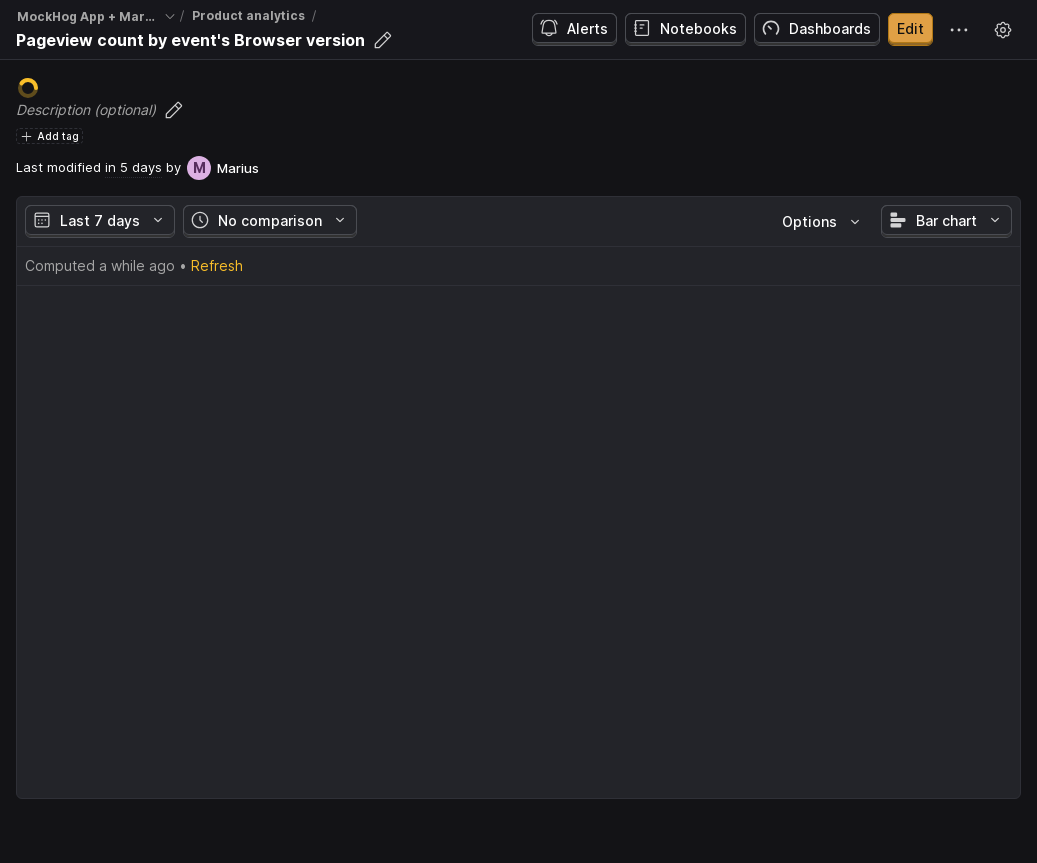 MockHog App + Mar... / Product analytics /
Pageview count by event's Browser version
Alerts Notebooks Dashboards Edit
Description (optional)
Add tag
Last modified in 5 days by M Marius
Last 7 days No comparison Options Bar chart
Computed a while ago • Refresh